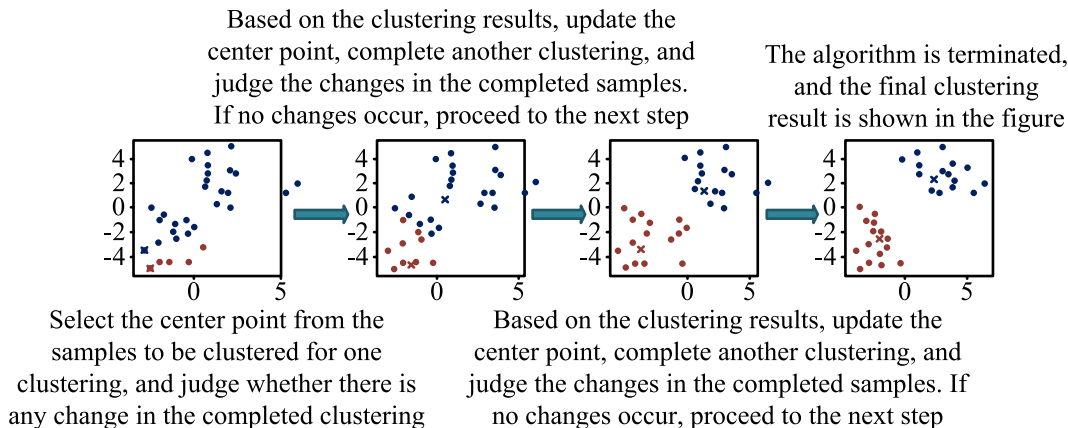 Based on the clustering results, update the
center point, complete another clustering, and
judge the changes in the completed samples.
If no changes occur, proceed to the next step
The algorithm is terminated,
and the final clustering
result is shown in the figure
4
2
0
-2
-4
0
5
4
2
0
-2
-4
0
5
4
2
0
-2
-4
0
5
4
2
0
-2
-4
0
5
Select the center point from the
samples to be clustered for one
clustering, and judge whether there is
any change in the completed clustering
Based on the clustering results, update the
center point, complete another clustering, and
judge the changes in the completed samples. If
no changes occur, proceed to the next step